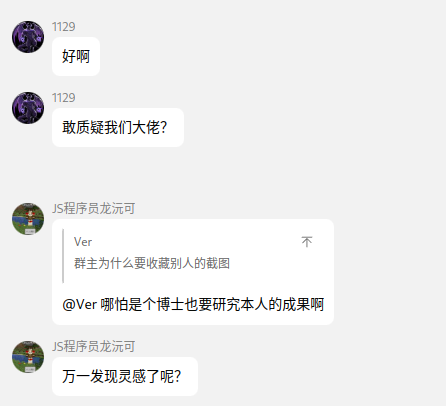 1129
好啊
1129
敢质疑我们大佬？
JS程序员龙沅可
Ver
群主为什么要收藏别人的截图
@Ver 哪怕是个博士也要研究本人的成果啊
JS程序员龙沅可
万一发现灵感了呢？